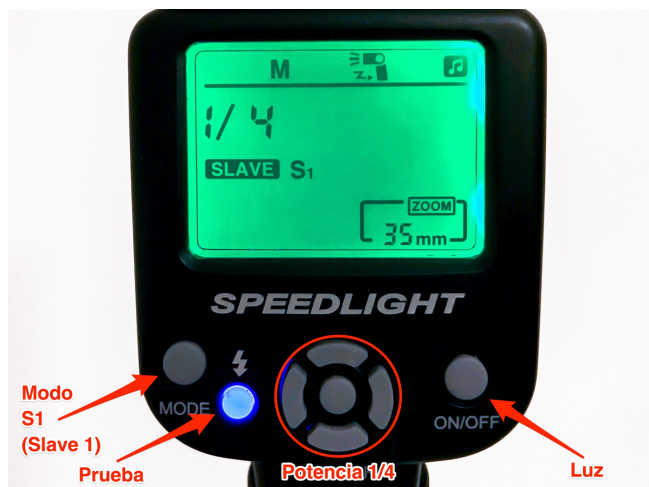 M
1/4
SLAVE S1
ZOOM
35mm
SPEEDLIGHT
MODE
ON/OFF
Modo
S1
(Slave 1)
Prueba
Potencia 1/4
Luz